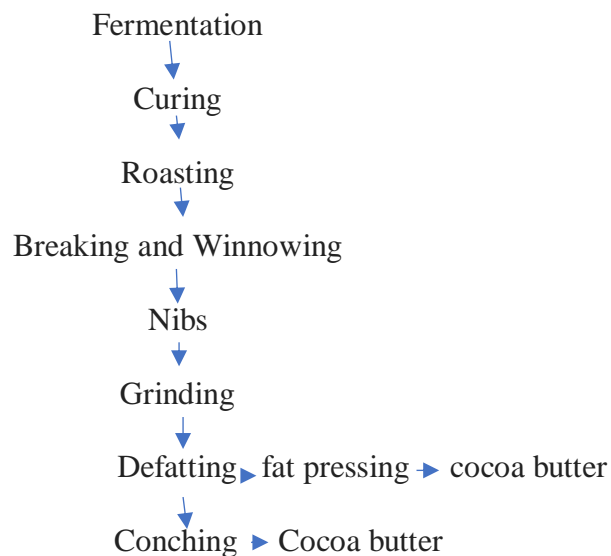 Fermentation
Curing
Roasting
Breaking and Winnowing
Nibs
Grinding
Defatting fat pressing cocoa butter
Conching Cocoa butter